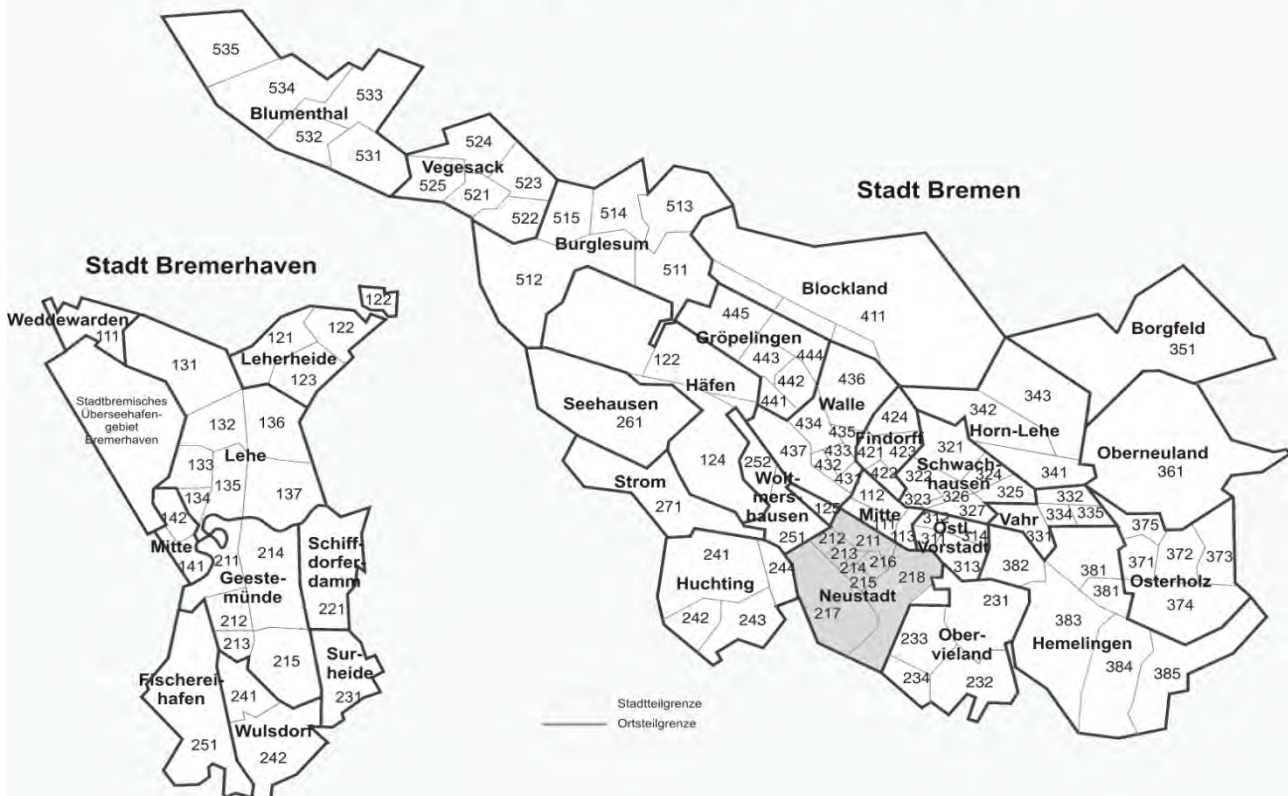 535
534
533
Blumenthal
532
531
524
Vegesack
525
521
523
522
515
514
513
Burglesum
512
511
Stadt Bremen
Blockland
411
Borgfeld
351
445
Gröpelingen
443
444
442
441
122
Häfen
Seehausen
261
436
Walle
434
435
433
437
432
431
424
Findorff
421
423
422
342
343
Horn-Lehe
341
321
Schwach-
hausen
322
324
323
326
325
327
Oberneuland
361
332
334
335
Vahr
331
124
252
Strom
271
Wolt-
mers-
hausen
125
251
112
Mitte
111
113
312
Östl.
Vorstadt
311
314
313
375
371
372
373
Osterholz
374
241
244
Huchting
242
243
212
211
213
214
216
215
218
Neustadt
217
382
381
381
383
Hemelingen
384
385
231
233
Ober-
vieland
234
232
Stadt Bremerhaven
Weddewarden
111
122
121
122
Leherheide
123
131
Stadtbremisches
Überseehafen-
gebiet
Bremerhaven
132
136
Lehe
133
135
134
137
142
Mitte
141
211
214
Geeste-
münde
212
213
215
Schiff-
dorfer-
damm
221
Sur-
heide
231
Fischerei-
hafen
251
241
Wulsdorf
242
Stadtteilgrenze
Ortsteilgrenze